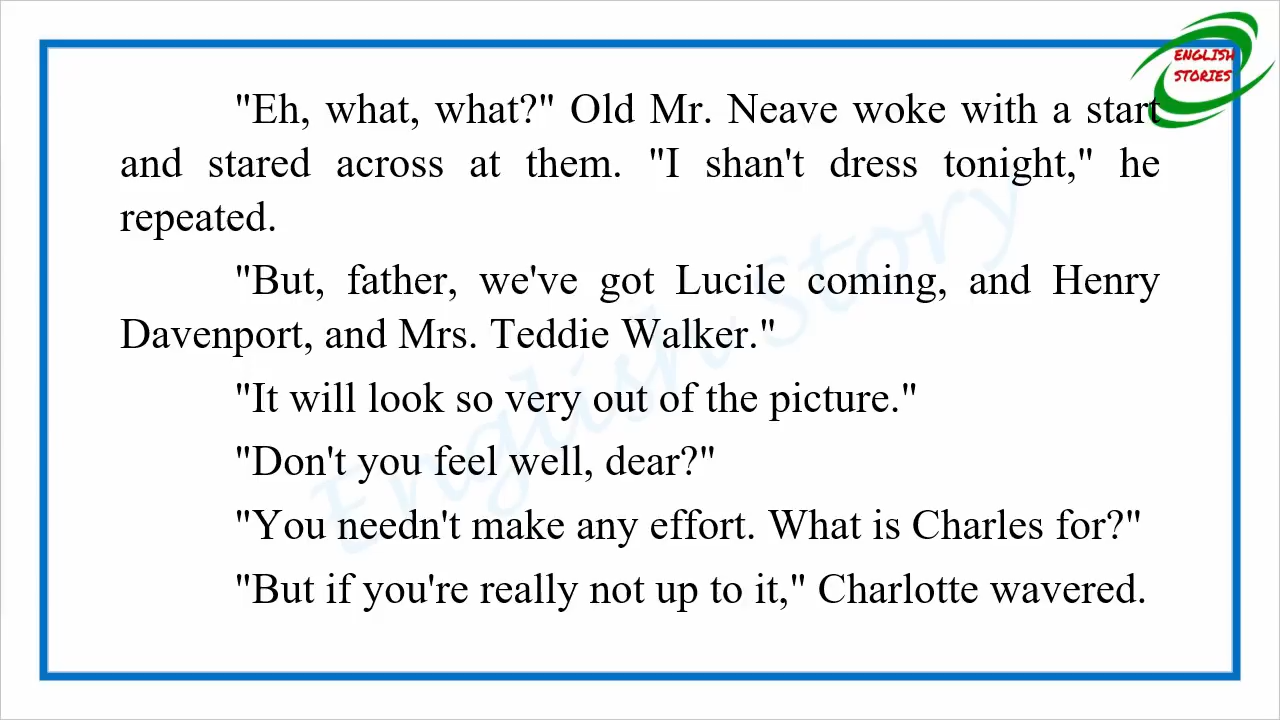 ENGLISH
STORIES
"Eh, what, what?" Old Mr. Neave woke with a start
and stared across at them. "I shan't dress tonight," he
repeated.
"But, father, we've got Lucile coming, and Henry
Davenport, and Mrs. Teddie Walker."
"It will look so very out of the picture."
"Don't you feel well, dear?"
"You needn't make any effort. What is Charles for?"
"But if you're really not up to it," Charlotte wavered.
English Story